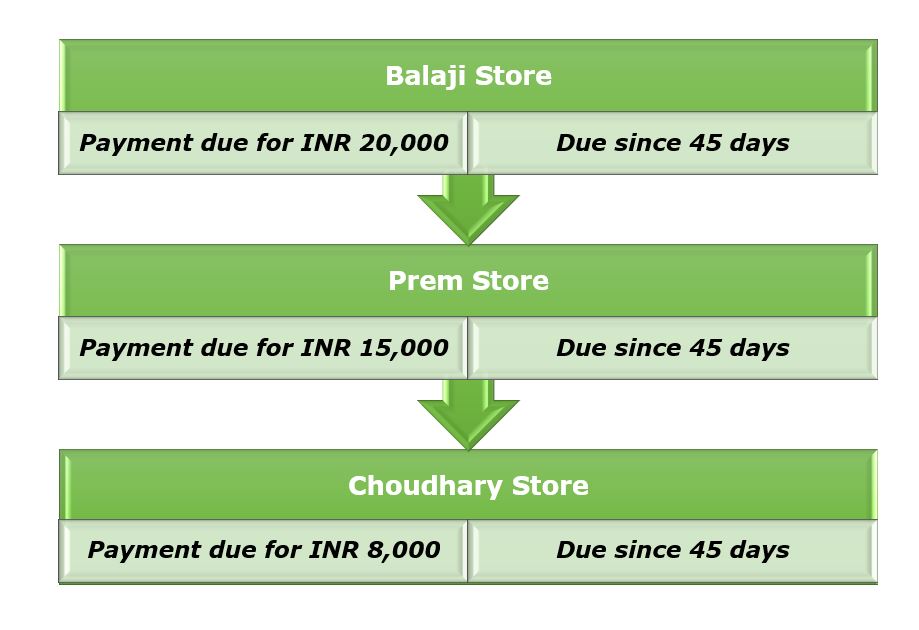 Balaji Store
Payment due for INR 20,000
Due since 45 days
Prem Store
Payment due for INR 15,000
Due since 45 days
Choudhary Store
Payment due for INR 8,000
Due since 45 days